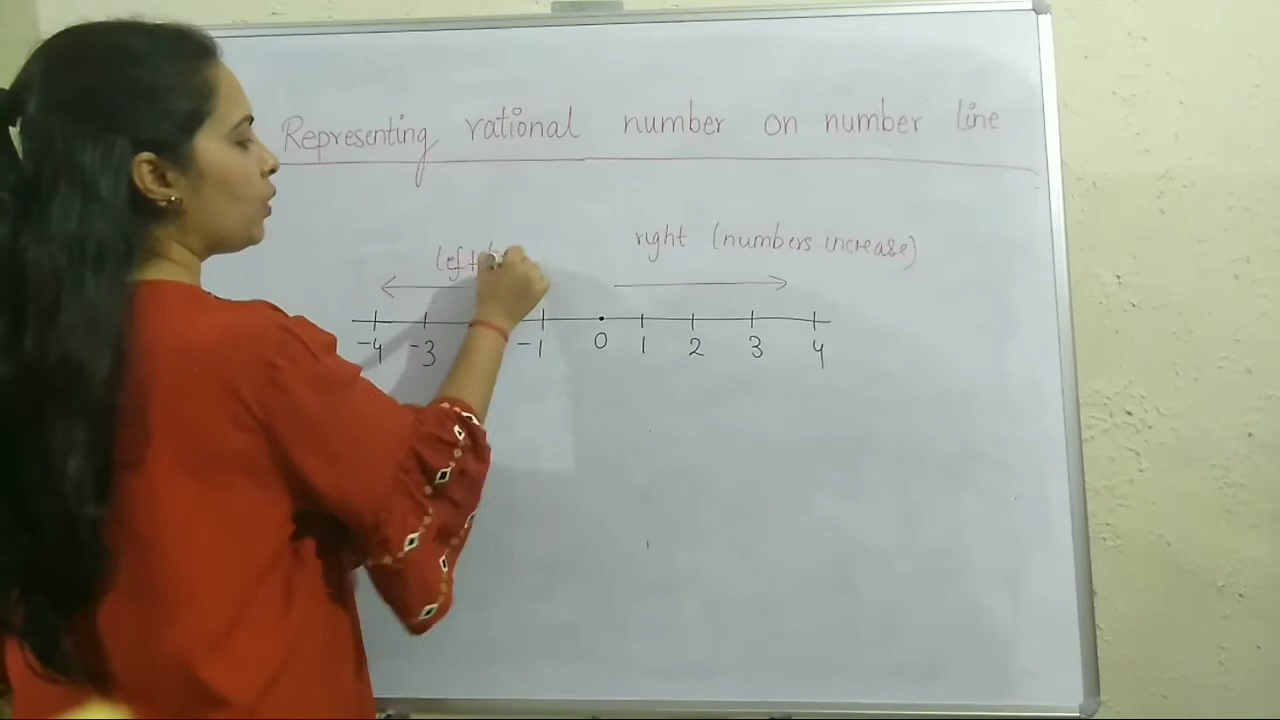 Representing rational number on number line
left right (numbers increase)
-4 -3 -1 0 1 2 3 4